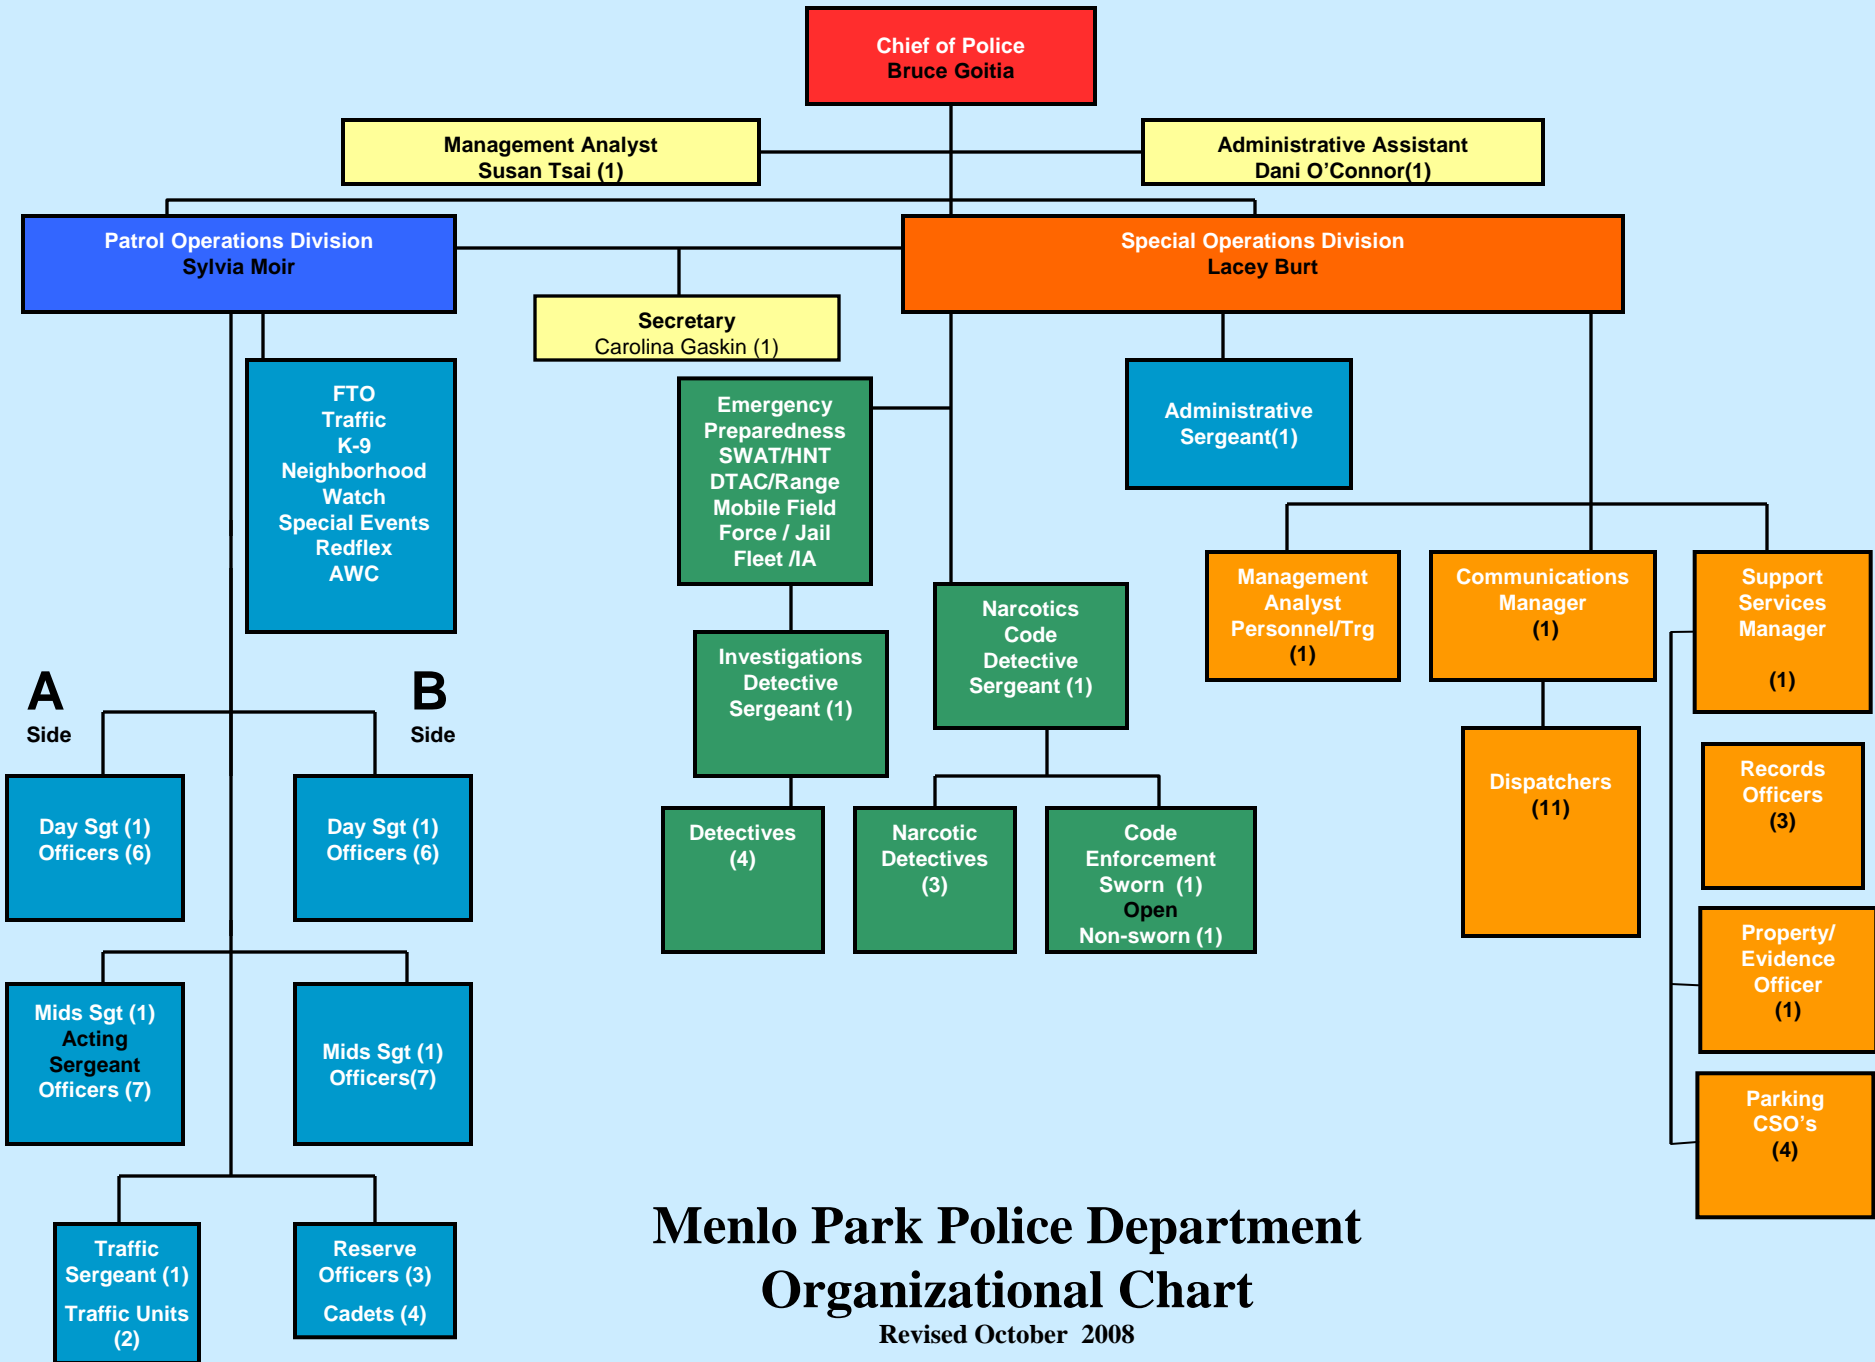 Chief of Police
Bruce Goitia
Management Analyst
Susan Tsai (1)
Administrative Assistant
Dani O’Connor(1)
Patrol Operations Division
Sylvia Moir
Special Operations Division
Lacey Burt
Secretary
Carolina Gaskin (1)
FTO
Traffic
K-9
Neighborhood
Watch
Special Events
Redflex
AWC
Emergency
Preparedness
SWAT/HNT
DTAC/Range
Mobile Field
Force / Jail
Fleet /IA
Administrative
Sergeant(1)
Management
Analyst
Personnel/Trg
(1)
Communications
Manager
(1)
Support
Services
Manager
(1)
Narcotics
Code
Detective
Sergeant (1)
Investigations
Detective
Sergeant (1)
A
Side
B
Side
Day Sgt (1)
Officers (6)
Day Sgt (1)
Officers (6)
Detectives
(4)
Narcotic
Detectives
(3)
Code
Enforcement
Sworn (1)
Open
Non-sworn (1)
Dispatchers
(11)
Records
Officers
(3)
Property/
Evidence
Officer
(1)
Parking
CSO’s
(4)
Mids Sgt (1)
Acting
Sergeant
Officers (7)
Mids Sgt (1)
Officers(7)
Traffic
Sergeant (1)
Traffic Units
(2)
Reserve
Officers (3)
Cadets (4)
Menlo Park Police Department
Organizational Chart
Revised October 2008